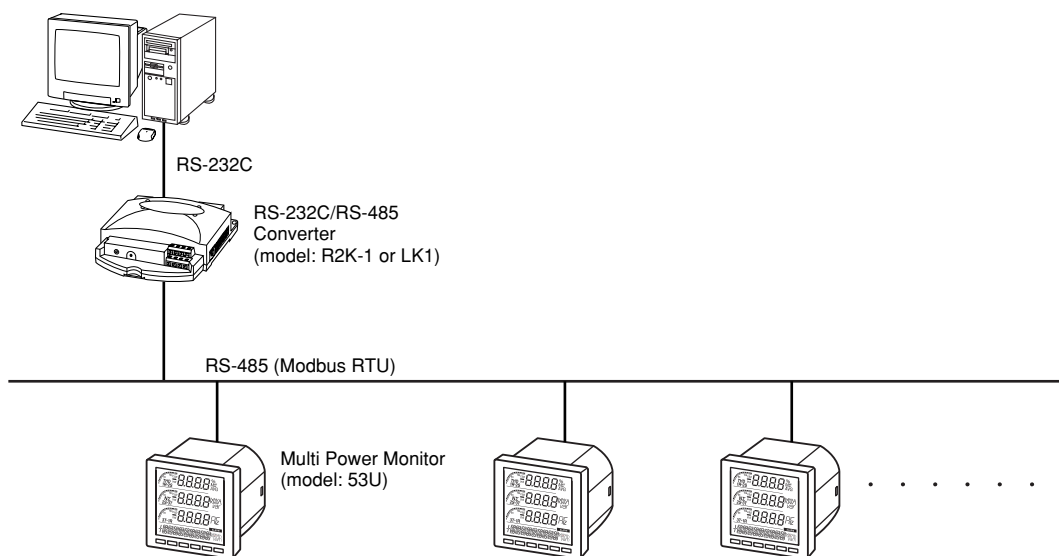 RS-232C
RS-232C/RS-485
Converter
(model: R2K-1 or LK1)
RS-485 (Modbus RTU)
Multi Power Monitor
(model: 53U)